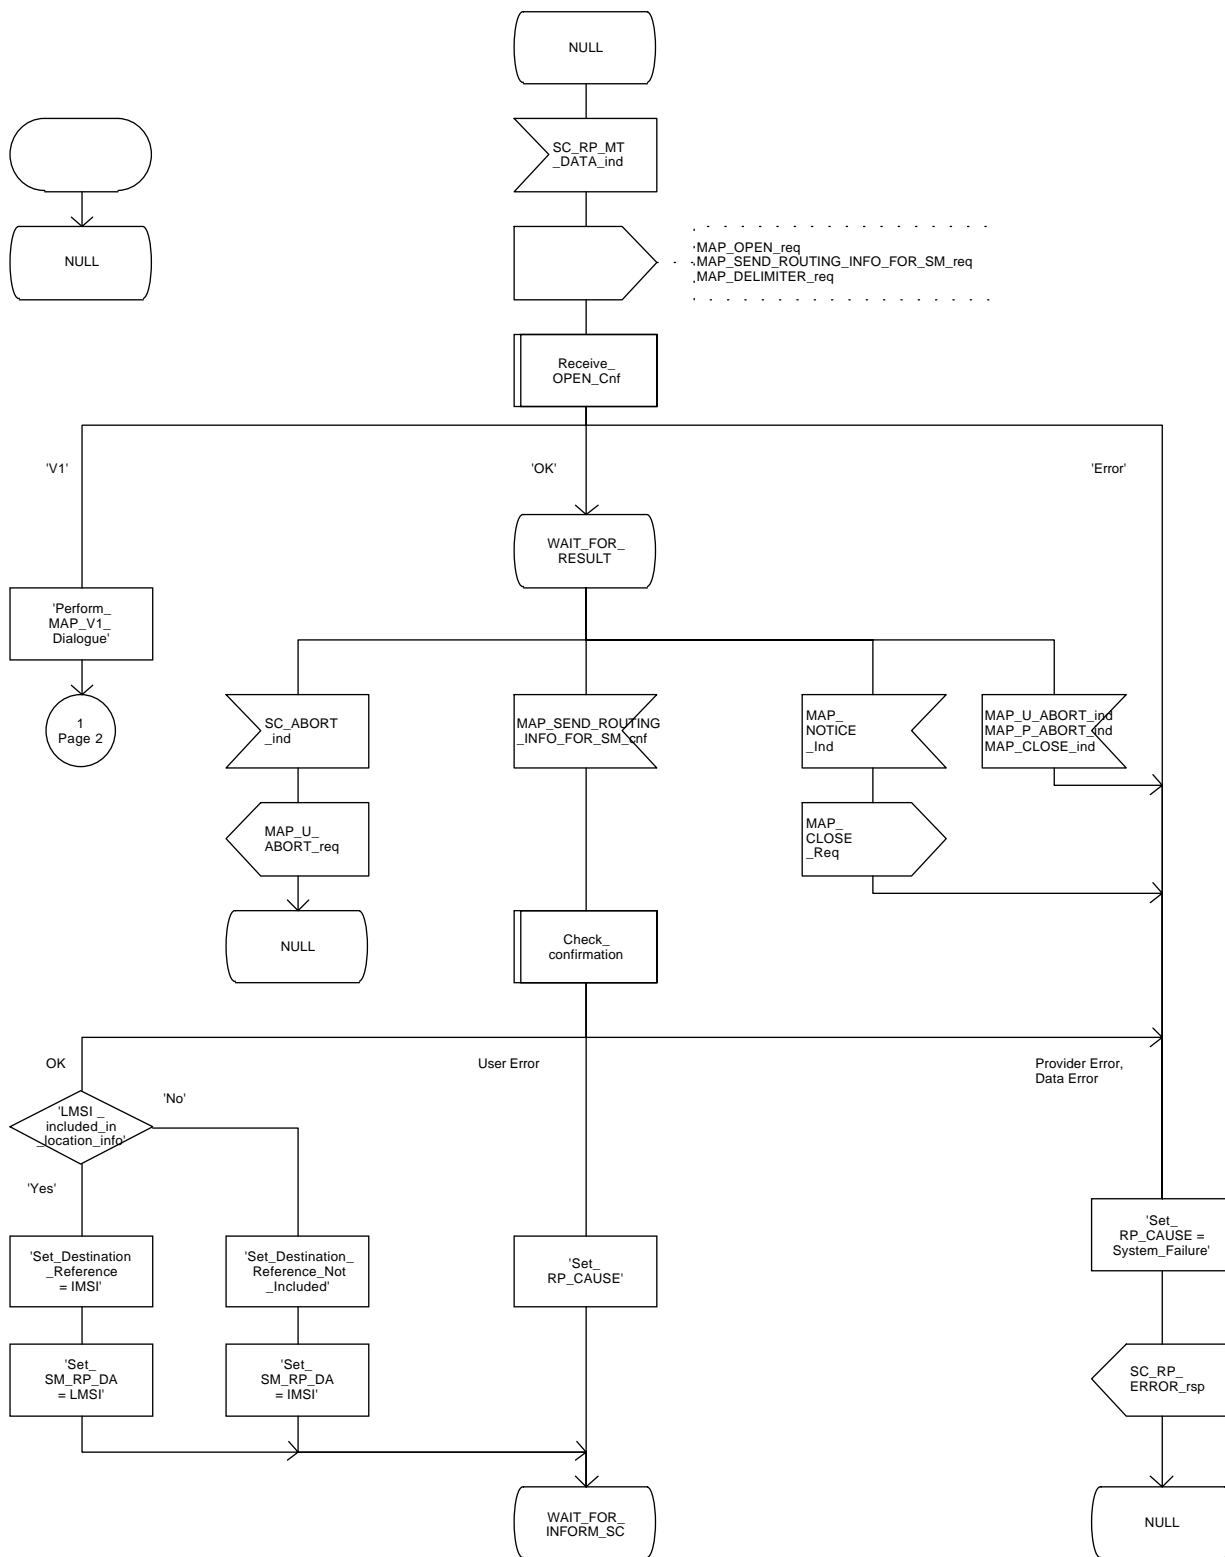 NULL
SC_RP_MT
_DATA_ind
NULL
MAP_OPEN_req
MAP_SEND_ROUTING_INFO_FOR_SM_req
MAP_DELIMITER_req
Receive_
OPEN_Cnf
'V1'
'OK'
'Error'
WAIT_FOR_
RESULT
'Perform_
MAP_V1_
Dialogue'
1
Page 2
SC_ABORT
_ind
MAP_SEND_ROUTING
_INFO_FOR_SM_cnf
MAP_
NOTICE
_Ind
MAP_U_ABORT_ind
MAP_P_ABORT_ind
MAP_CLOSE_ind
MAP_U_
ABORT_req
MAP_
CLOSE
_Req
NULL
Check_
confirmation
OK
User Error
Provider Error,
Data Error
'LMSI _
included_in
_location_info'
'No'
'Yes'
'Set_Destination
_Reference
= IMSI'
'Set_Destination_
Reference_Not
_Included'
'Set_
RP_CAUSE'
'Set_
RP_CAUSE =
System_Failure'
'Set_
SM_RP_DA
= LMSI'
'Set_
SM_RP_DA
= IMSI'
SC_RP_
ERROR_rsp
WAIT_FOR_
INFORM_SC
NULL